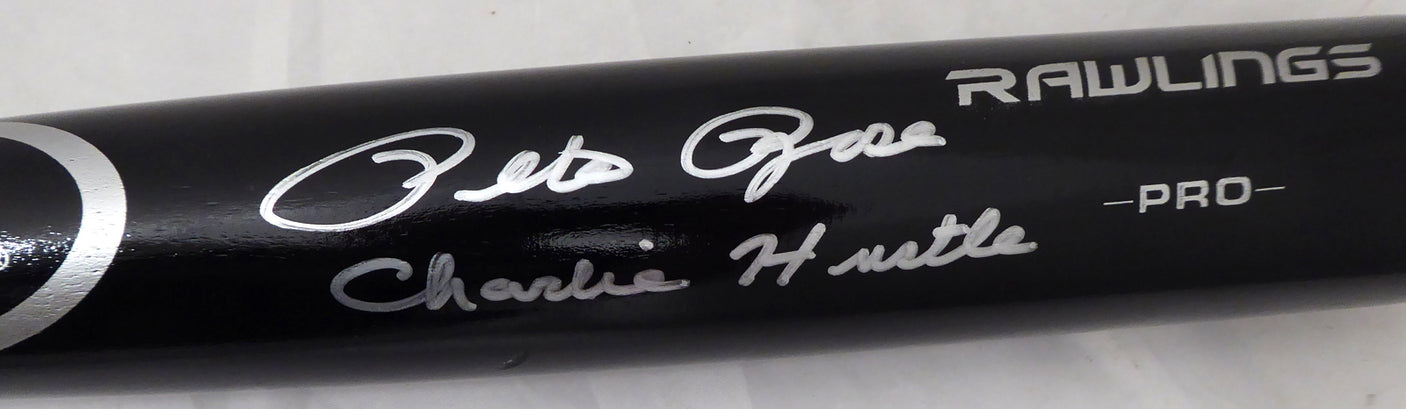 RAWLINGS
Pete Rose
-PRO-
Charlie Hustle